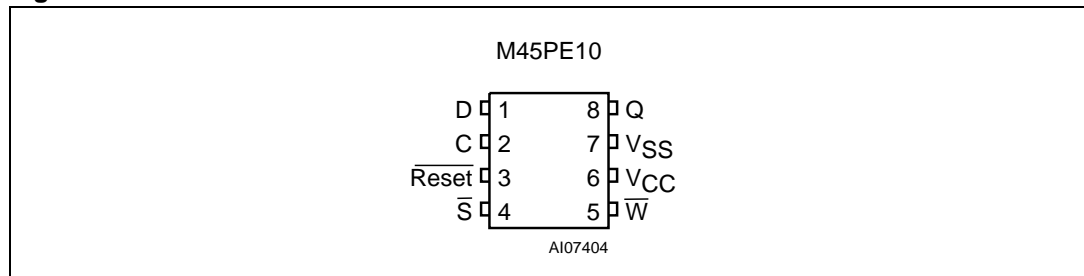 M45PE10
D 1 8 Q
C 2 7 VSS
Reset 3 6 VCC
S 4 5 W
AI07404